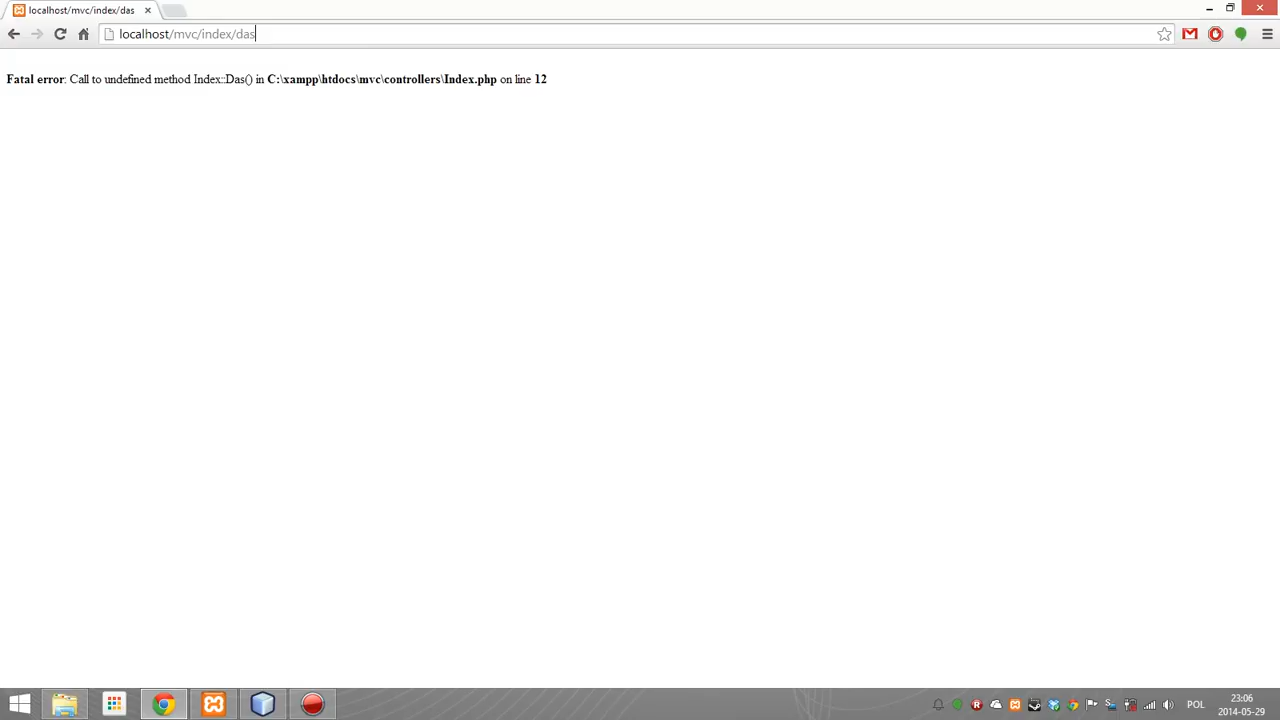 localhost/mvc/index/das
localhost/mvc/index/das
Fatal error: Call to undefined method Index::Das() in C:\xampp\htdocs\mvc\controllers\Index.php on line 12
POL
23:06
2014-05-29